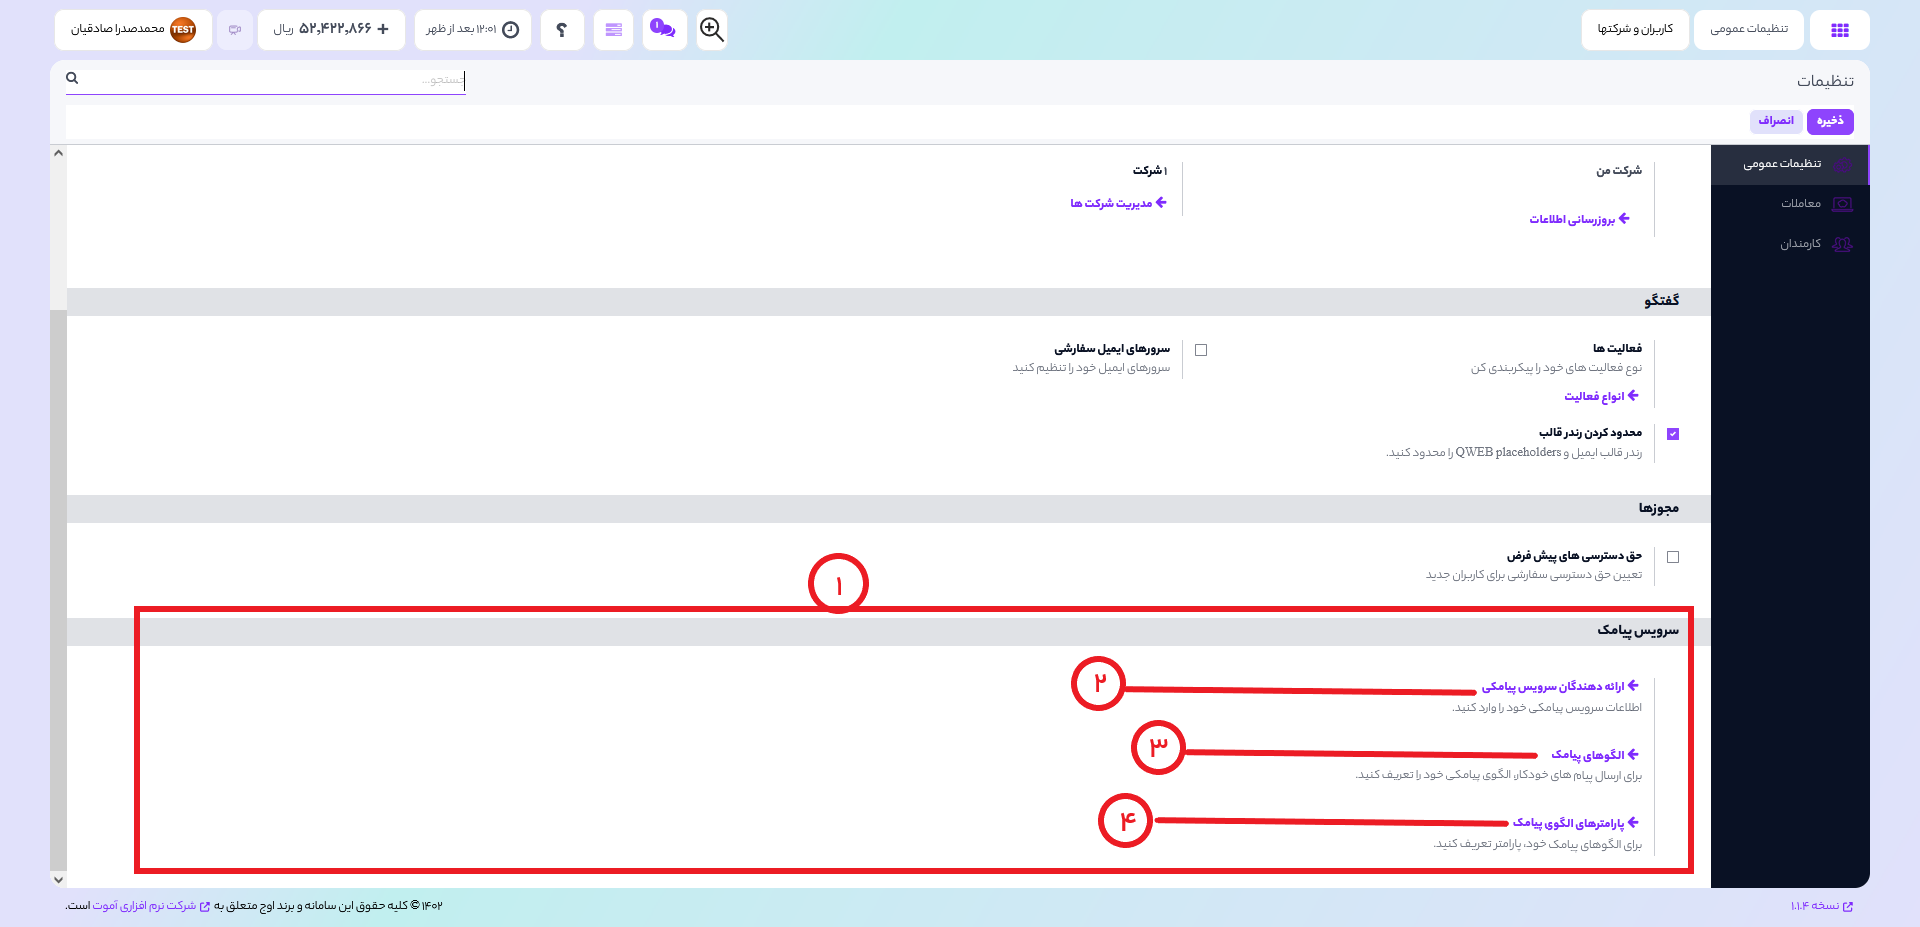 تنظیمات عمومی
کاربران و شرکتها
۱
؟
۱۲:۰۱ بعد از ظهر
+ ۵۲,۴۲۲,۸۶۶ ریال
TEST
محمدصدرا صادقیان
تنظیمات
جستجو...
ذخیره
انصراف
تنظیمات عمومی
معاملات
کارمندان
شرکت من
بروزرسانی اطلاعات
۱ شرکت
مدیریت شرکت ها
گفتگو
فعالیت ها
نوع فعالیت های خود را پیکربندی کن
انواع فعالیت
سرورهای ایمیل سفارشی
سرورهای ایمیل خود را تنظیم کنید
محدود کردن رندر قالب
رندر قالب ایمیل و QWEB placeholders را محدود کنید.
مجوزها
حق دسترسی های پیش فرض
تعیین حق دسترسی سفارشی برای کاربران جدید
۱
سرویس پیامک
ارائه دهندگان سرویس پیامکی
۲
اطلاعات سرویس پیامکی خود را وارد کنید.
الگوهای پیامک
۳
برای ارسال پیام های خودکار، الگوی پیامکی خود را تعریف کنید.
پارامترهای الگوی پیامک
۴
برای الگوهای پیامک خود، پارامتر تعریف کنید.
نسخه ۱.۱.۴
۱۴۰۲ © کلیه حقوق این سامانه و برند اوج متعلق به شرکت نرم افزاری آموت است.